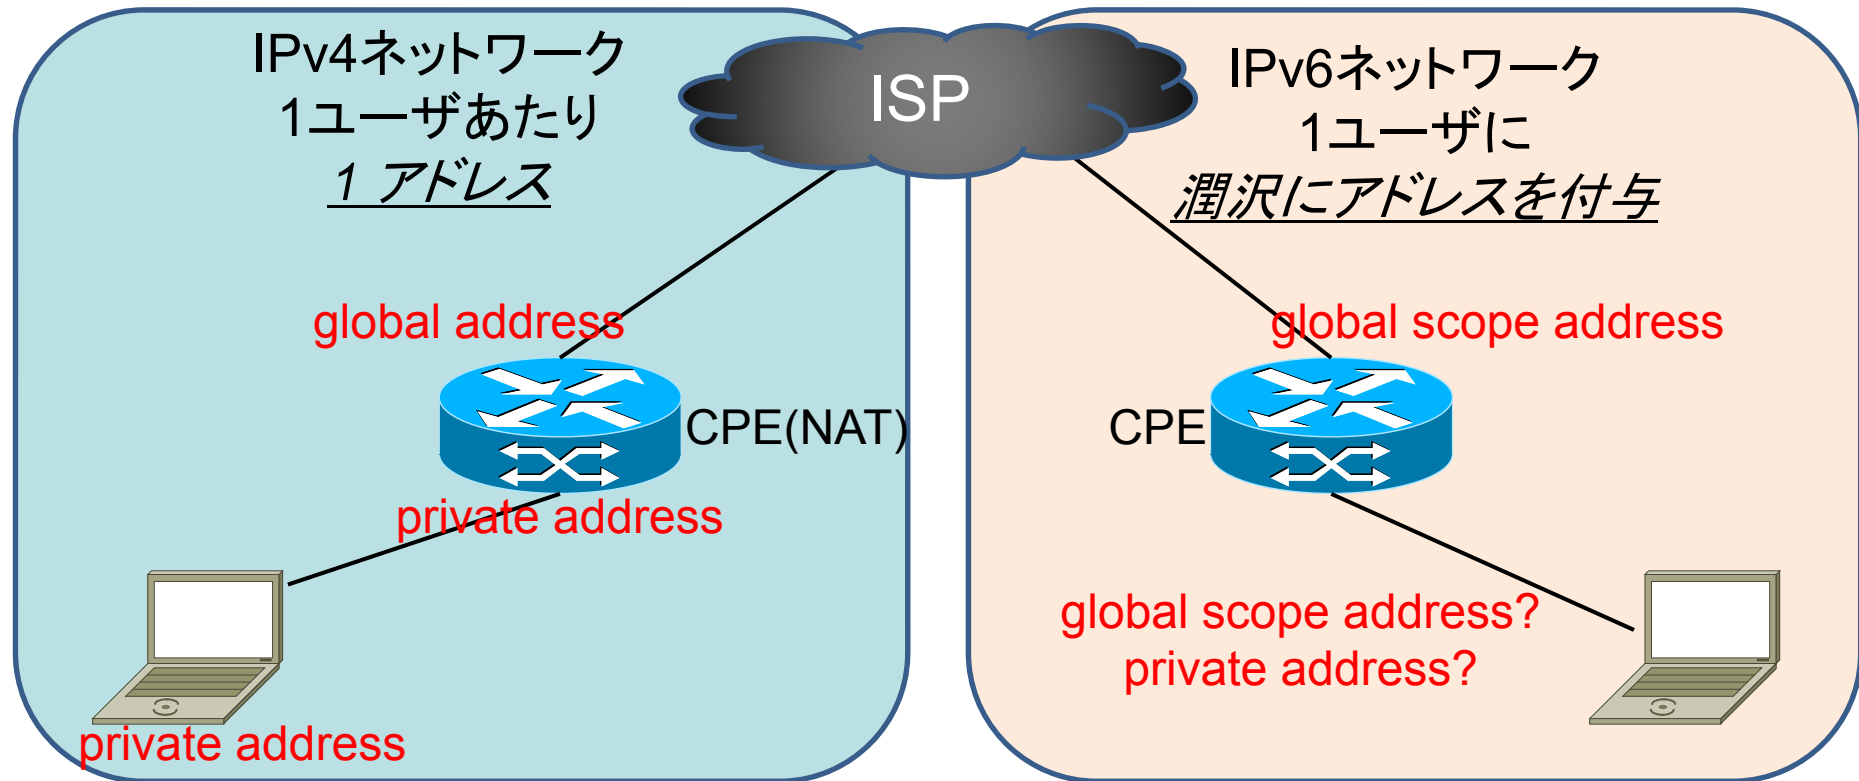 IPv4ネットワーク
1ユーザあたり
1 アドレス
ISP
IPv6ネットワーク
1ユーザに
潤沢にアドレスを付与
global address
global scope address
CPE(NAT)
CPE
private address
global scope address?
private address?
private address